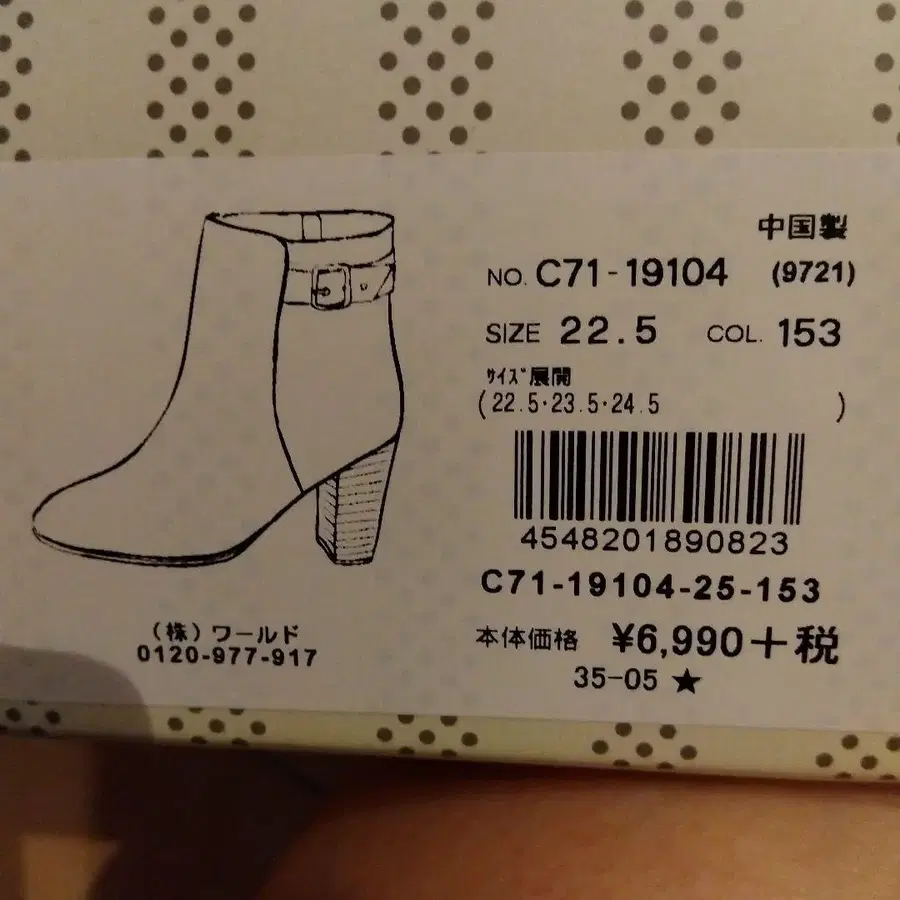 中国製
NO. C71-19104 (9721)
SIZE 22.5 COL. 153
ｻｲｽﾞ展開
(22.5･23.5･24.5 )
4548201890823
C71-19104-25-153
本体価格 ¥6,990+税
35-05 ★
(株)ワールド
0120-977-917